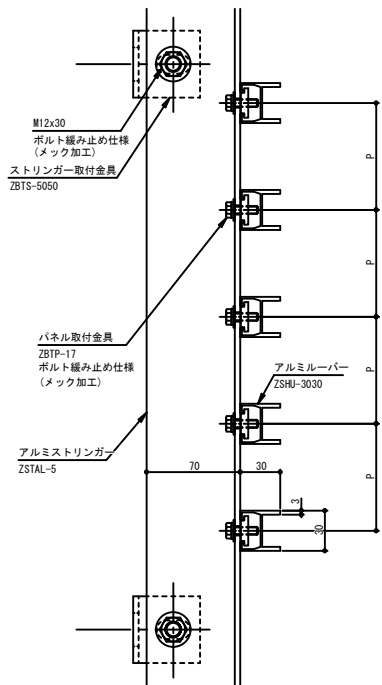 M12x30
ボルト緩み止め仕様
(メック加工)
ストリンガー取付金具
ZBTS-5050
P
P
パネル取付金具
ZBTP-17
ボルト緩み止め仕様
(メック加工)
アルミルーバー
ZSHU-3030
アルミストリンガー
ZSTAL-5
P
70
30
3
30